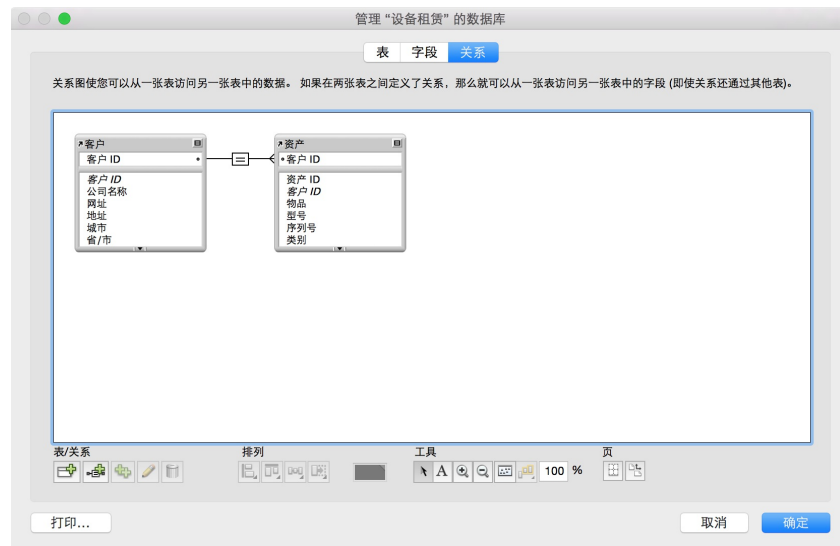 管理 “设备租赁” 的数据库
表 字段 关系
关系图使您可以从一张表访问另一张表中的数据。 如果在两张表之间定义了关系，那么就可以从一张表访问另一张表中的字段 (即使关系还通过其他表)。
客户
客户 ID
客户 ID
公司名称
网址
地址
城市
省/市
=
资产
客户 ID
资产 ID
客户 ID
物品
型号
序列号
类别
表/关系 排列 工具 页
A 100 %
打印... 取消 确定